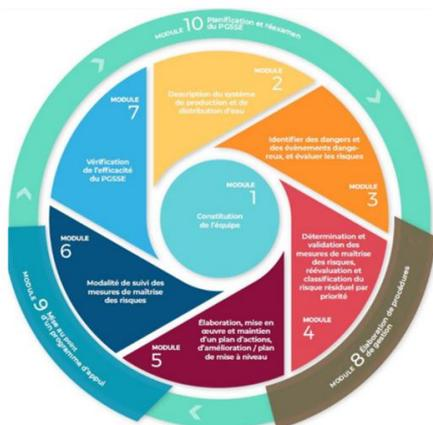 MODULE 10 Planification et réexamen
du PGSSE
MODULE
2
Description du système
de production et de
distribution d'eau
Identifier des dangers et
des évènements dange-
reux, et évaluer les risques
MODULE
3
Détermination et
validation des
mesures de maîtrise
des risques,
réévaluation et
classification du
risque résiduel par
priorité
MODULE
4
Élaboration, mise en
œuvre et maintien
d'un plan d'actions,
d'amélioration / plan
de mise à niveau
MODULE
5
Modalité de suivi des
mesures de maîtrise
des risques
MODULE
6
Vérification
de l'efficacité
du PGSSE
MODULE
7
MODULE
1
Constitution
de l'équipe
MODULE 8 Élaboration de procédures
de gestion
MODULE 9 Mise au point
d'un programme d'appui